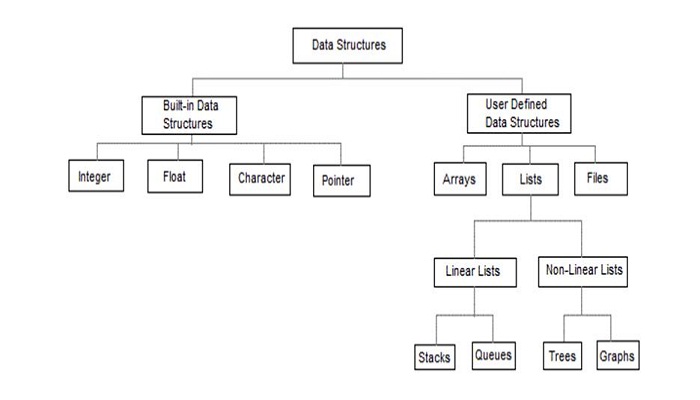 Data Structures
Built-in Data
Structures
User Defined
Data Structures
Integer
Float
Character
Pointer
Arrays
Lists
Files
Linear Lists
Non-Linear Lists
Stacks
Queues
Trees
Graphs